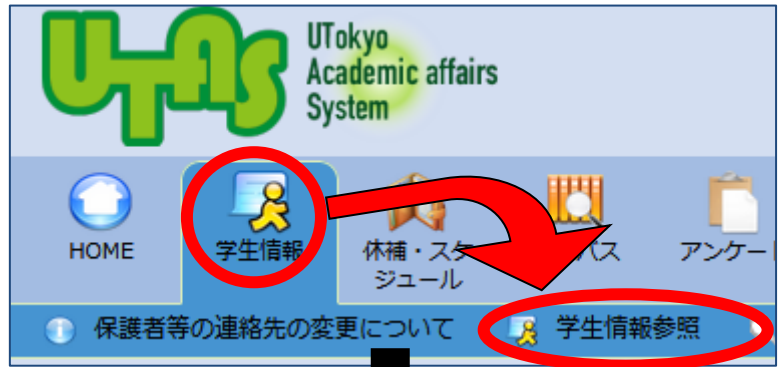 UTAS
UTokyo
Academic affairs
System
HOME
学生情報
休補・スケ
ジュール
バス
アンケー
保護者等の連絡先の変更について
学生情報参照